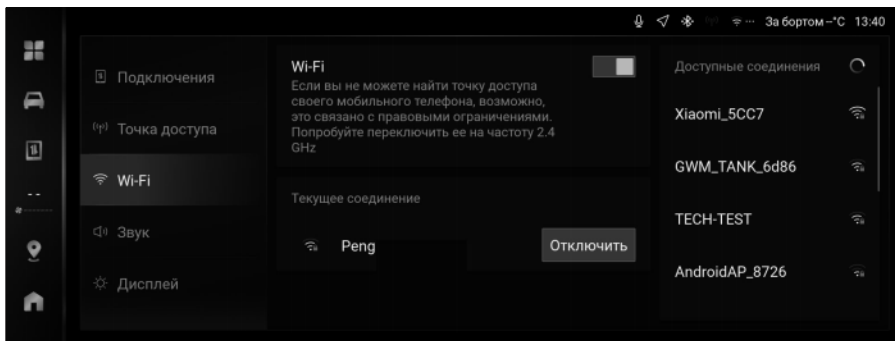 За бортом --°C 13:40
Подключения
Точка доступа
Wi-Fi
Звук
Дисплей
Wi-Fi
Если вы не можете найти точку доступа
своего мобильного телефона, возможно,
это связано с правовыми ограничениями.
Попробуйте переключить ее на частоту 2.4
GHz
Текущее соединение
Peng
Отключить
Доступные соединения
Xiaomi_5CC7
GWM_TANK_6d86
TECH-TEST
AndroidAP_8726